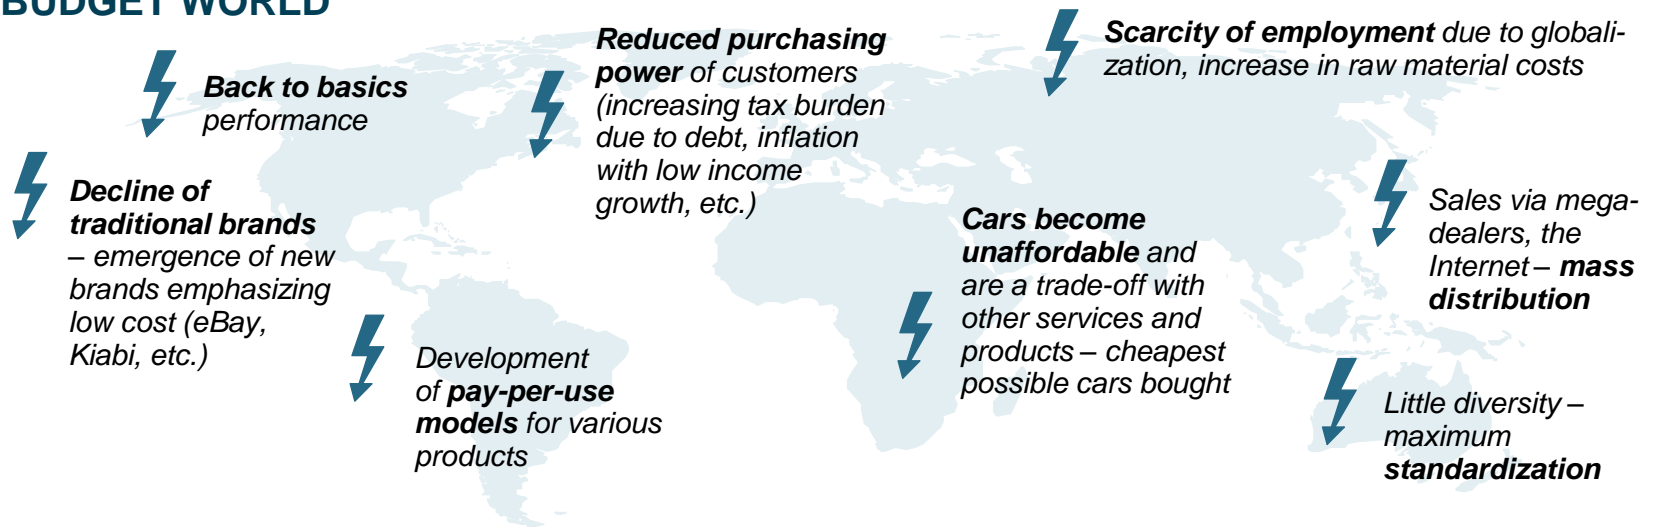 BUDGET WORLD
Back to basics
performance
Reduced purchasing
power of customers
(increasing tax burden
due to debt, inflation
with low income
growth, etc.)
Scarcity of employment due to globali-
zation, increase in raw material costs
Decline of
traditional brands
– emergence of new
brands emphasizing
low cost (eBay,
Kiabi, etc.)
Development
of pay-per-use
models for various
products
Cars become
unaffordable and
are a trade-off with
other services and
products – cheapest
possible cars bought
Sales via mega-
dealers, the
Internet – mass
distribution
Little diversity –
maximum
standardization